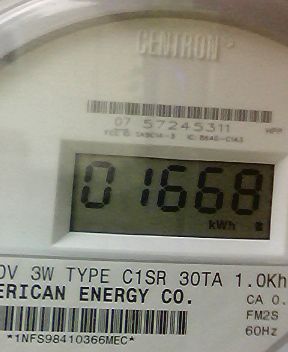 CENTRON
07 57245311
01668
kWh
0V 3W TYPE C1SR 30TA 1.0Kh
ERICAN ENERGY CO.
CA 0.
FM2S
60Hz
*1NFS98410366MEC*